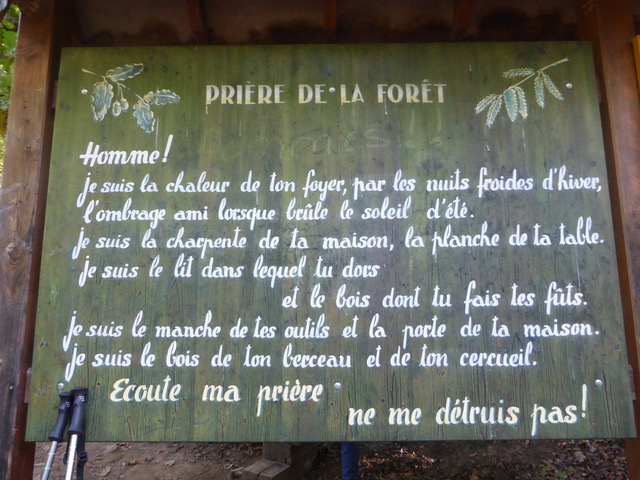 PRIÈRE DE·LA FORÊT
Homme!
je suis la chaleur de ton foyer, par les nuits froides d'hiver,
l'ombrage ami lorsque brûle le soleil d'été.
je suis la charpente de ta maison, la planche de ta table.
je suis le lit dans lequel tu dors
et le bois dont tu fais tes fûts.
je suis le manche de tes outils et la porte de ta maison.
je suis le bois de ton berceau et de ton cercueil.
Ecoute ma prière
ne me détruis pas!